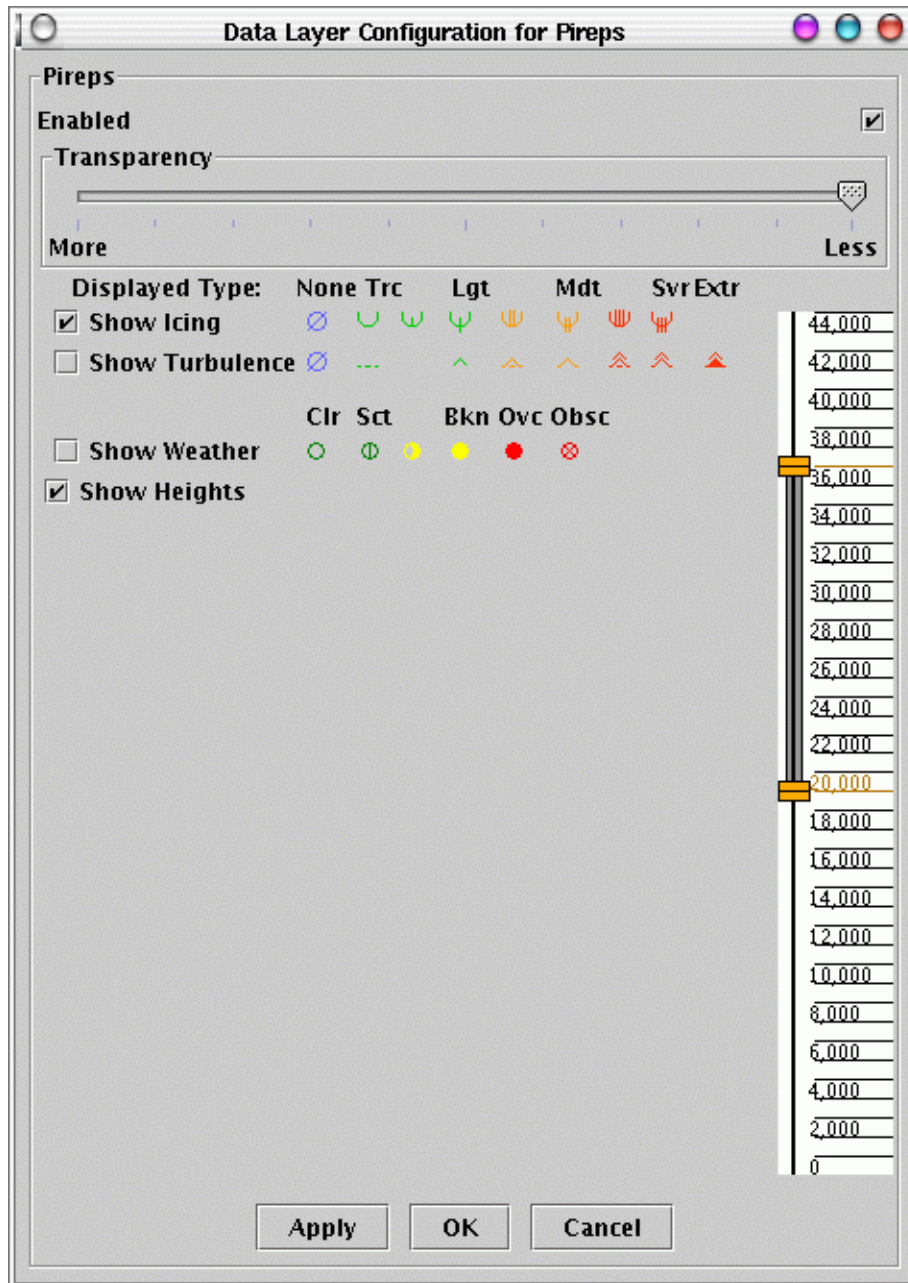 Data Layer Configuration for Pireps
Pireps
Enabled
Transparency
More Less
Displayed Type: None Trc Lgt Mdt Svr Extr
Show Icing
Show Turbulence
Clr Sct Bkn Ovc Obsc
Show Weather
Show Heights
44,000
42,000
40,000
38,000
36,000
34,000
32,000
30,000
28,000
26,000
24,000
22,000
20,000
18,000
16,000
14,000
12,000
10,000
8,000
6,000
4,000
2,000
0
Apply OK Cancel